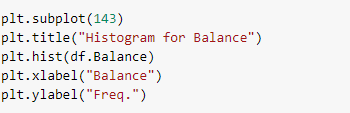 plt.subplot(143)
plt.title("Histogram for Balance")
plt.hist(df.Balance)
plt.xlabel("Balance")
plt.ylabel("Freq.")